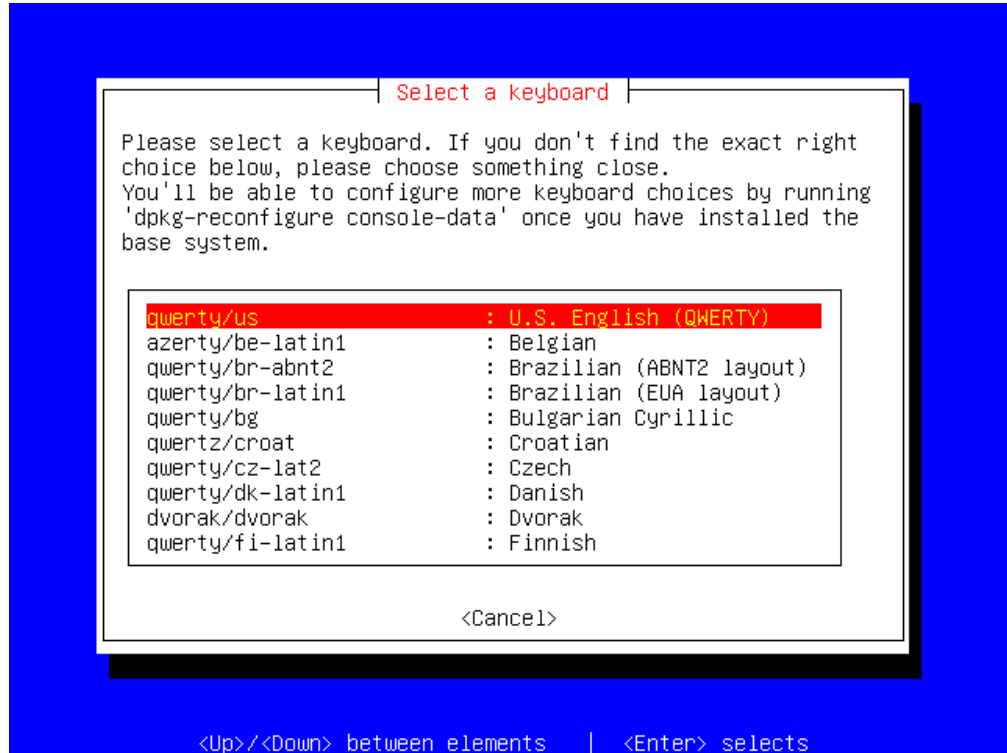 Select a keyboard
Please select a keyboard. If you don't find the exact right
choice below, please choose something close.
You'll be able to configure more keyboard choices by running
'dpkg-reconfigure console-data' once you have installed the
base system.
qwerty/us : U.S. English (QWERTY)
azerty/be-latin1 : Belgian
qwerty/br-abnt2 : Brazilian (ABNT2 layout)
qwerty/br-latin1 : Brazilian (EUA layout)
qwerty/bg : Bulgarian Cyrillic
qwertz/croat : Croatian
qwerty/cz-lat2 : Czech
qwerty/dk-latin1 : Danish
dvorak/dvorak : Dvorak
qwerty/fi-latin1 : Finnish
<Cancel>
<Up>/<Down> between elements | <Enter> selects